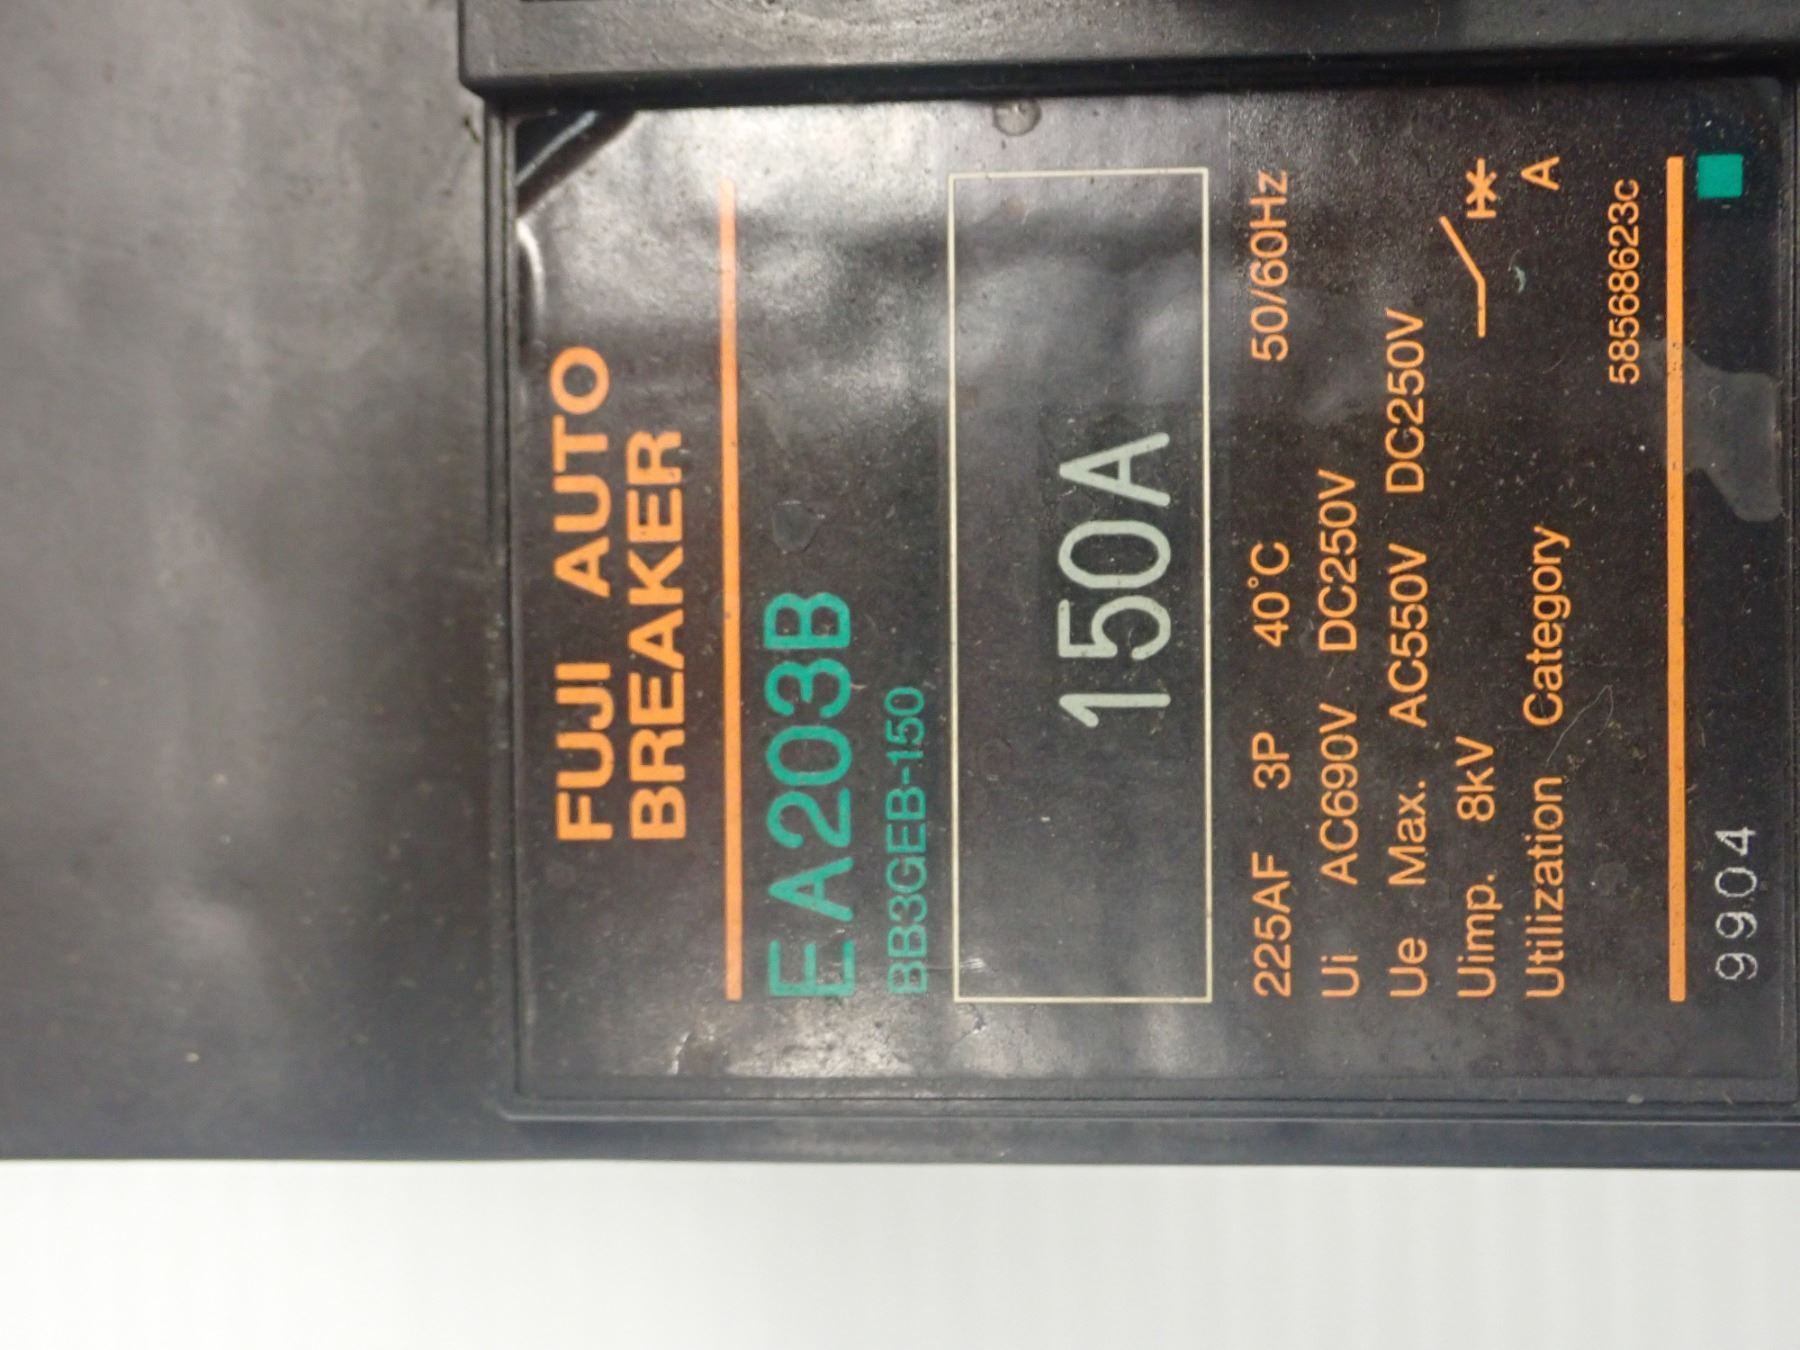 FUJI AUTO
BREAKER
EA203B
BB3GEB-150
150A
225AF 3P 40°C 50/60Hz
Ui AC690V DC250V
Ue Max. AC550V DC250V
Uimp. 8kV
Utilization Category A
5856823c
9904